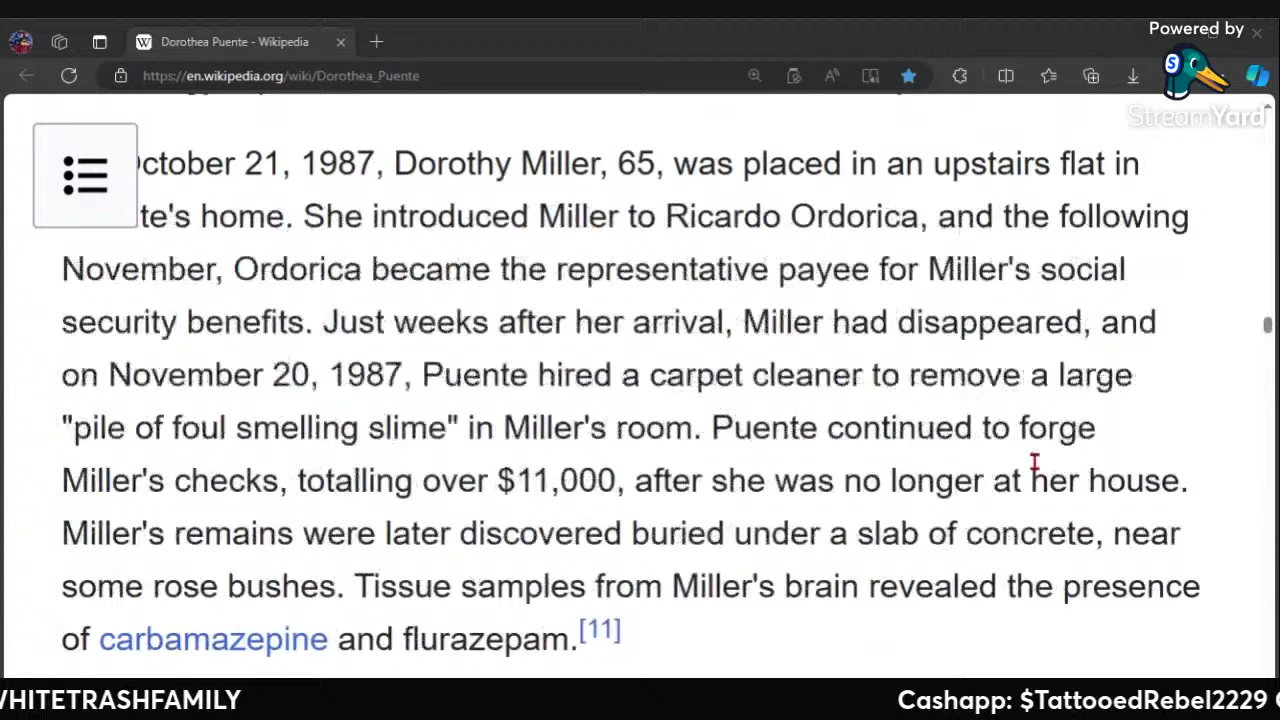 Powered by
Dorothea Puente - Wikipedia
https://en.wikipedia.org/wiki/Dorothea_Puente
StreamYard
October 21, 1987, Dorothy Miller, 65, was placed in an upstairs flat in
te's home. She introduced Miller to Ricardo Ordorica, and the following
November, Ordorica became the representative payee for Miller's social
security benefits. Just weeks after her arrival, Miller had disappeared, and
on November 20, 1987, Puente hired a carpet cleaner to remove a large
"pile of foul smelling slime" in Miller's room. Puente continued to forge
Miller's checks, totalling over $11,000, after she was no longer at her house.
Miller's remains were later discovered buried under a slab of concrete, near
some rose bushes. Tissue samples from Miller's brain revealed the presence
of carbamazepine and flurazepam.[11]
WHITETRASHFAMILY
Cashapp: $TattooedRebel2229